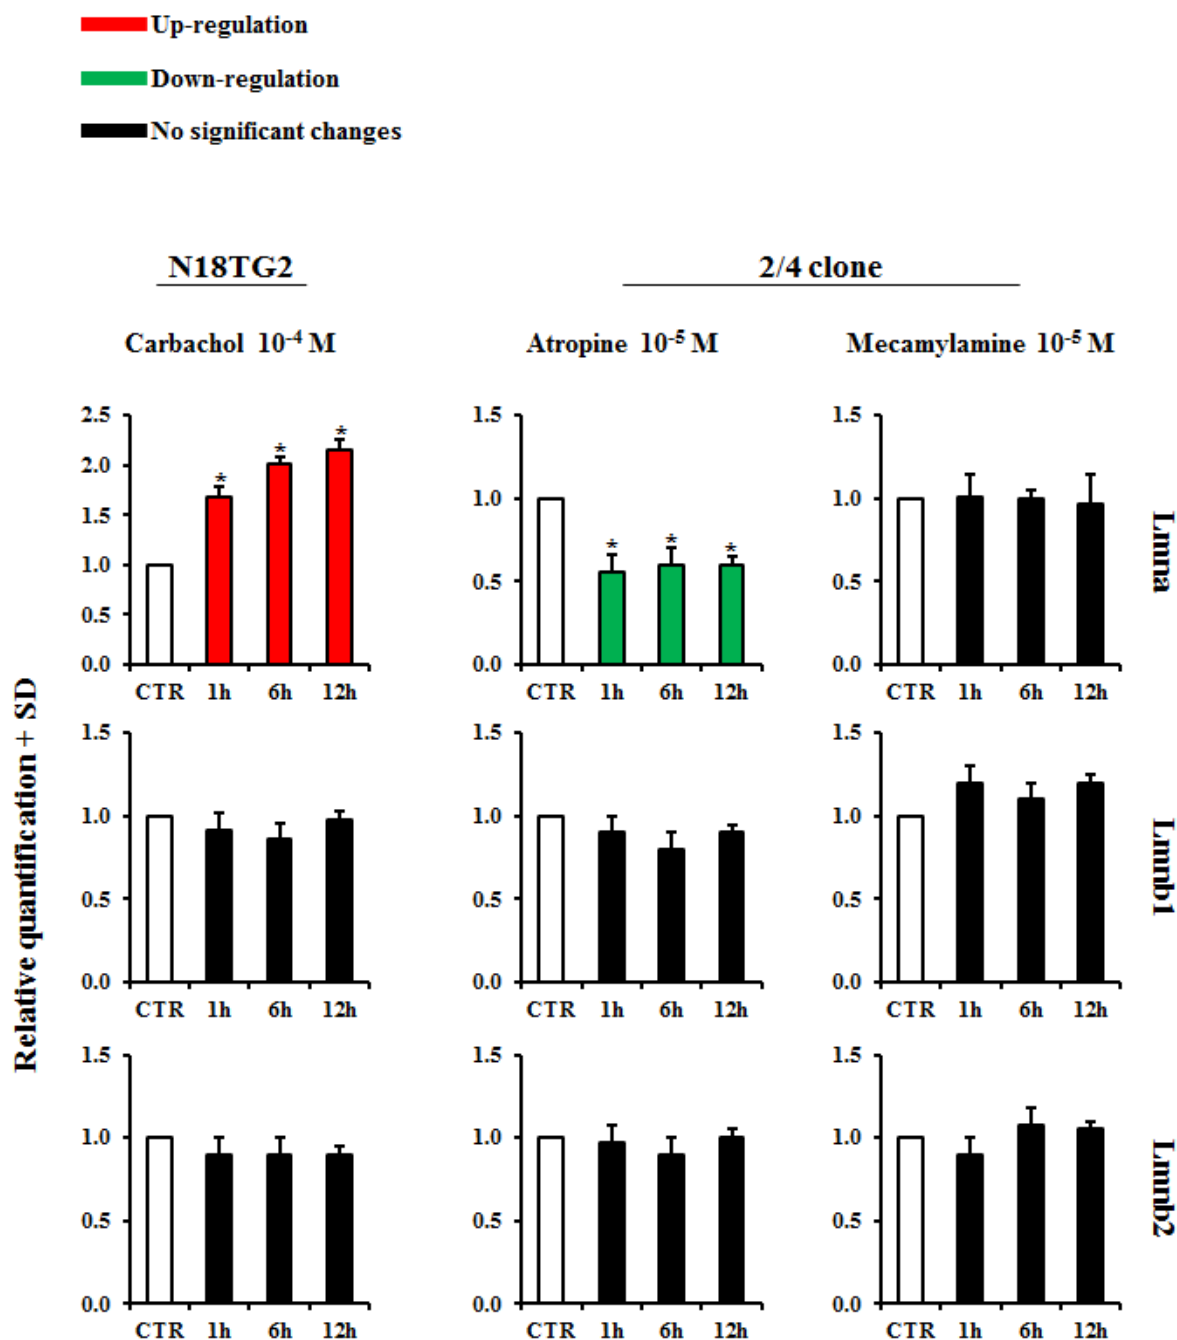 Up-regulation
Down-regulation
No significant changes
N18TG2
2/4 clone
Carbachol 10⁻⁴ M
Atropine 10⁻⁵ M
Mecamylamine 10⁻⁵ M
Relative quantification + SD
2.5
2.0
1.5
1.0
0.5
0.0
* * *
CTR 1h 6h 12h
1.5
1.0
0.5
0.0
* * *
CTR 1h 6h 12h
1.5
1.0
0.5
0.0
CTR 1h 6h 12h
Lmna
1.5
1.0
0.5
0.0
CTR 1h 6h 12h
1.5
1.0
0.5
0.0
CTR 1h 6h 12h
1.5
1.0
0.5
0.0
CTR 1h 6h 12h
Lmnb1
1.5
1.0
0.5
0.0
CTR 1h 6h 12h
1.5
1.0
0.5
0.0
CTR 1h 6h 12h
1.5
1.0
0.5
0.0
CTR 1h 6h 12h
Lmnb2